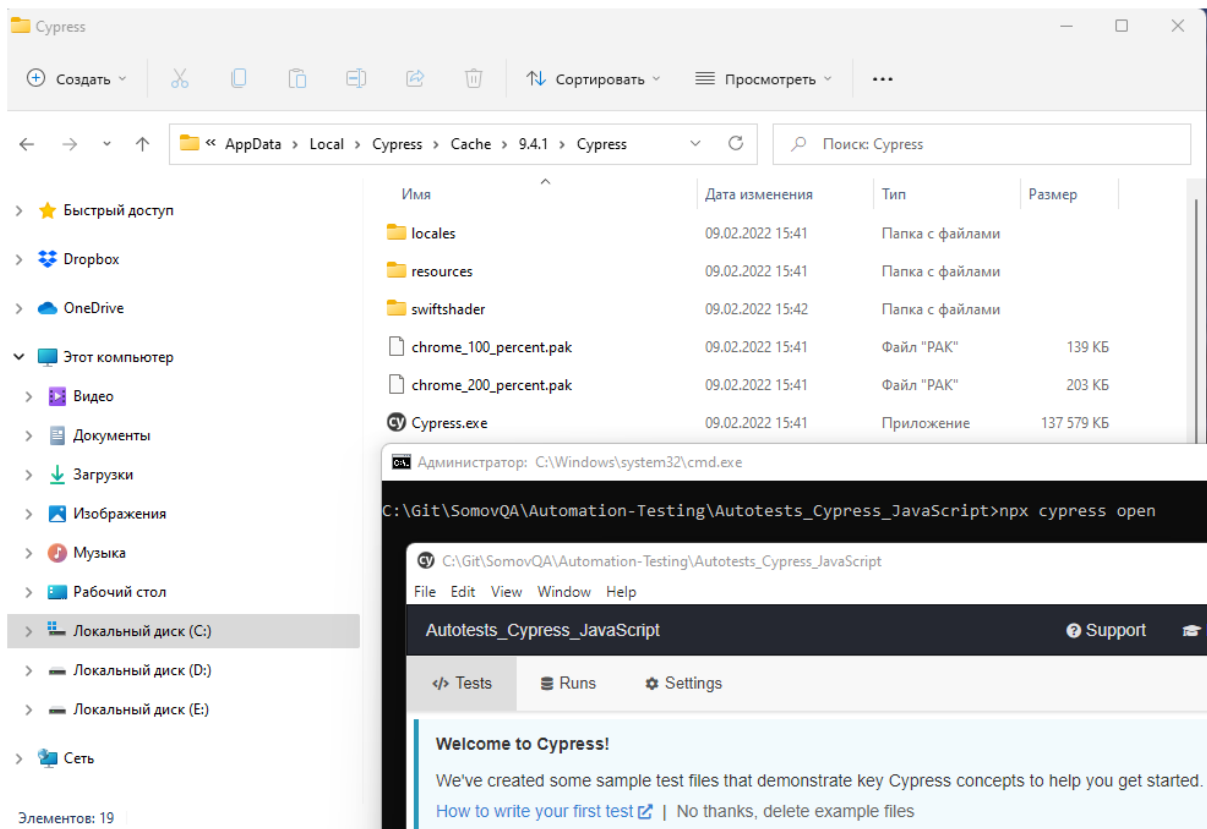 Cypress
Создать
Сортировать
Просмотреть
« AppData > Local > Cypress > Cache > 9.4.1 > Cypress
Поиск: Cypress
Имя Дата изменения Тип Размер
locales 09.02.2022 15:41 Папка с файлами
resources 09.02.2022 15:41 Папка с файлами
swiftshader 09.02.2022 15:42 Папка с файлами
chrome_100_percent.pak 09.02.2022 15:41 Файл "PAK" 139 КБ
chrome_200_percent.pak 09.02.2022 15:41 Файл "PAK" 203 КБ
Cypress.exe 09.02.2022 15:41 Приложение 137 579 КБ
Быстрый доступ
Dropbox
OneDrive
Этот компьютер
Видео
Документы
Загрузки
Изображения
Музыка
Рабочий стол
Локальный диск (C:)
Локальный диск (D:)
Локальный диск (E:)
Сеть
Элементов: 19
Администратор: C:\Windows\system32\cmd.exe
C:\Git\SomovQA\Automation-Testing\Autotests_Cypress_JavaScript>npx cypress open
C:\Git\SomovQA\Automation-Testing\Autotests_Cypress_JavaScript
File Edit View Window Help
Autotests_Cypress_JavaScript
Support
</> Tests
Runs
Settings
Welcome to Cypress!
We've created some sample test files that demonstrate key Cypress concepts to help you get started.
How to write your first test | No thanks, delete example files